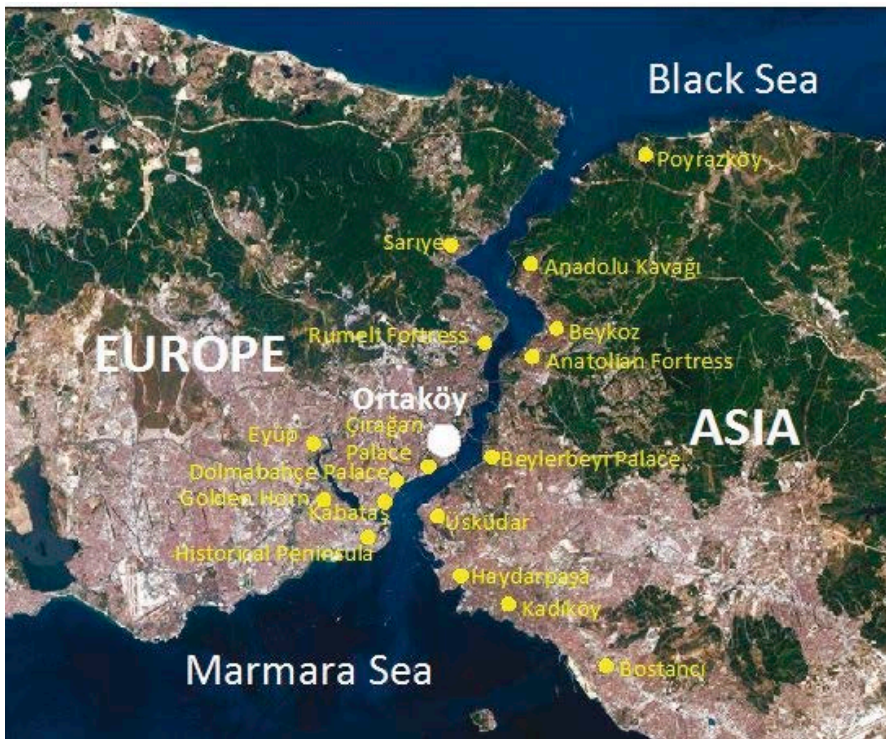 Black Sea
Poyrazköy
Sarıyer
Anadolu Kavağı
Beykoz
Rumeli Fortress
EUROPE
Anatolian Fortress
Ortaköy
ASIA
Çırağan
Palace
Eyüp
Beylerbeyi Palace
Dolmabahçe Palace
Golden Horn
Kabataş
Üsküdar
Historical Peninsula
Haydarpaşa
Kadıköy
Marmara Sea
Bostancı